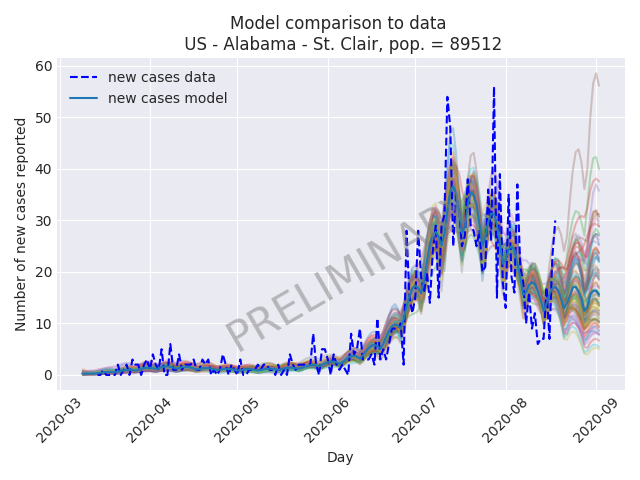 Model comparison to data
US - Alabama - St. Clair, pop. = 89512
new cases data
new cases model
PRELIMINARY
Number of new cases reported
60
50
40
30
20
10
0
2020-03
2020-04
2020-05
2020-06
2020-07
2020-08
2020-09
Day